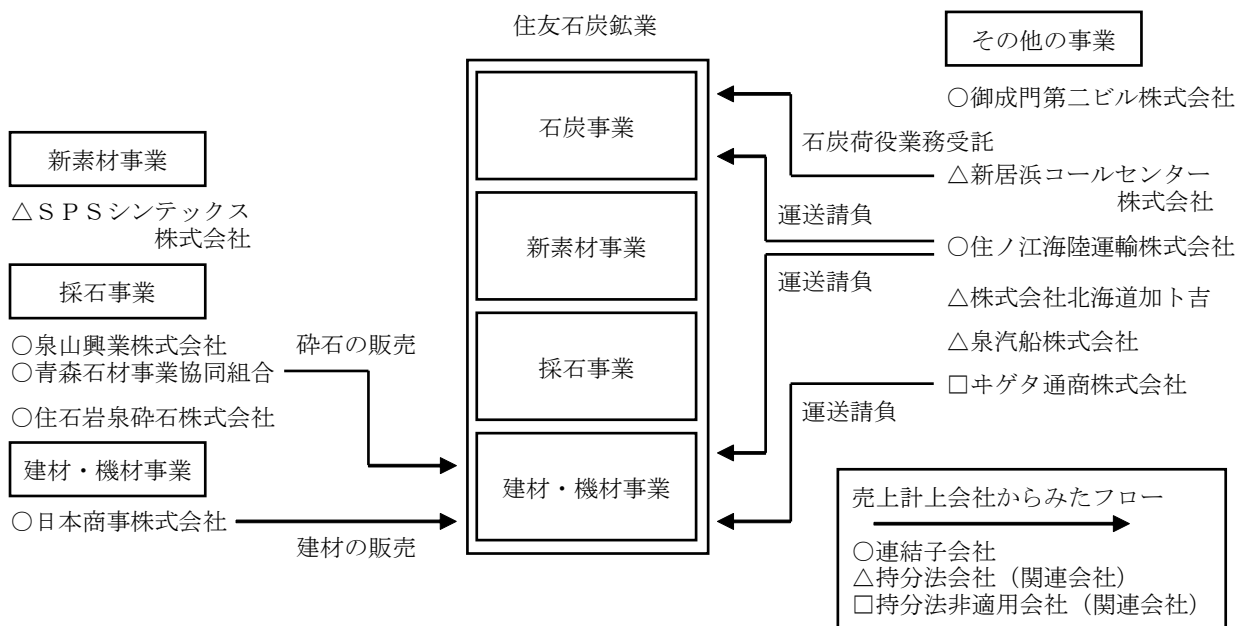 住友石炭鉱業
石炭事業
新素材事業
採石事業
建材・機材事業
新素材事業
△ＳＰＳシンテックス
株式会社
採石事業
○泉山興業株式会社
○青森石材事業協同組合
○住石岩泉砕石株式会社
砕石の販売
建材・機材事業
○日本商事株式会社
建材の販売
その他の事業
○御成門第二ビル株式会社
石炭荷役業務受託
△新居浜コールセンター
株式会社
運送請負
○住ノ江海陸運輸株式会社
運送請負
△株式会社北海道加ト吉
△泉汽船株式会社
□ヰゲタ通商株式会社
運送請負
売上計上会社からみたフロー
○連結子会社
△持分法会社（関連会社）
□持分法非適用会社（関連会社）